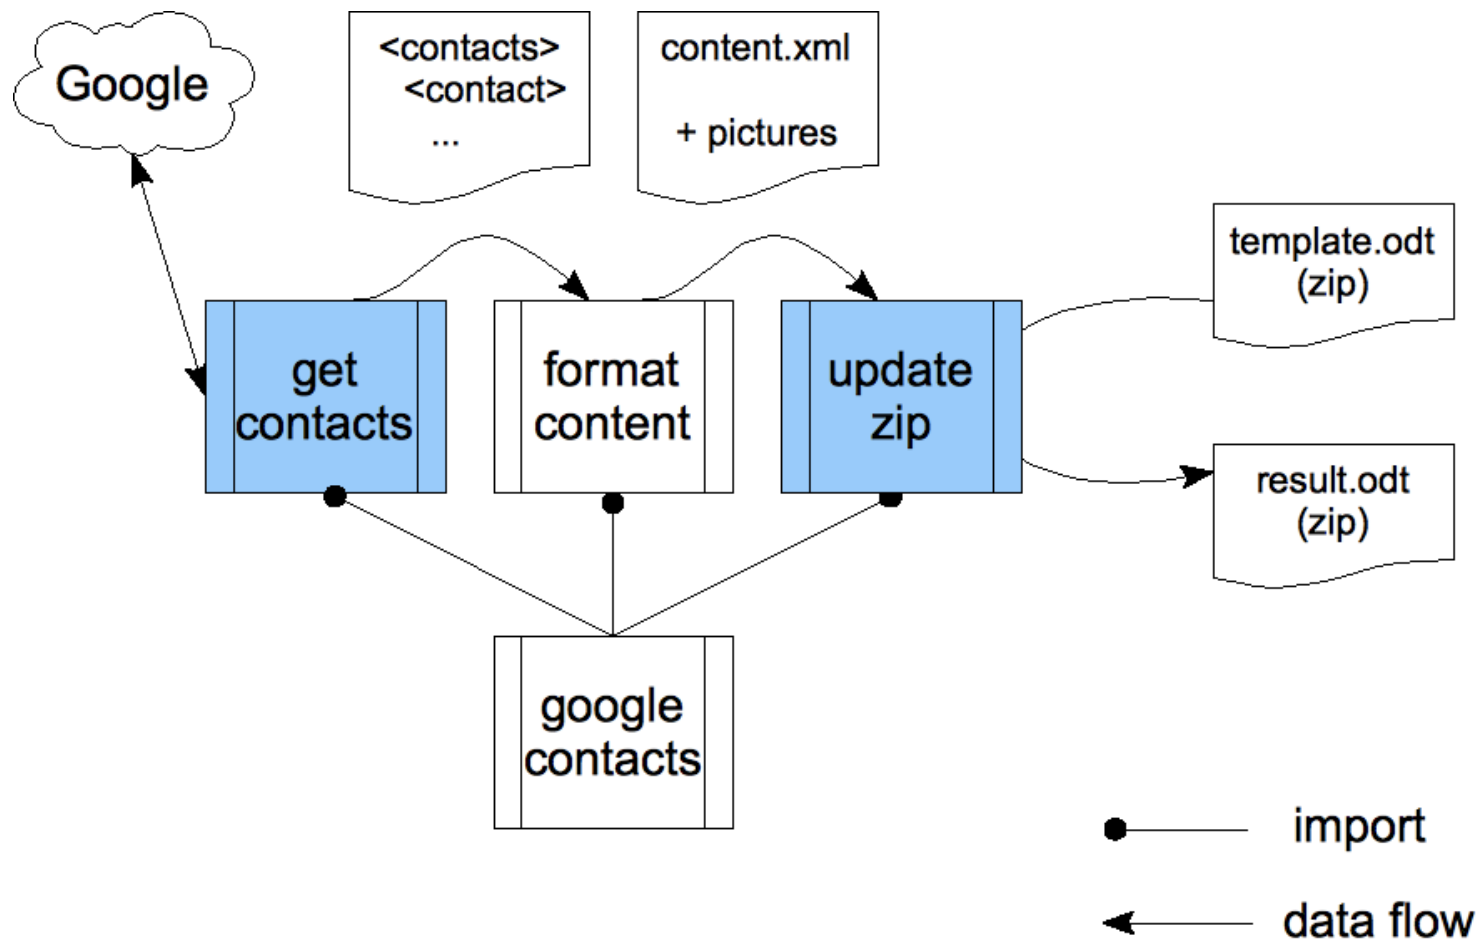 Google
<contacts>
<contact>
...
content.xml
+ pictures
template.odt
(zip)
get
contacts
format
content
update
zip
result.odt
(zip)
google
contacts
import
data flow